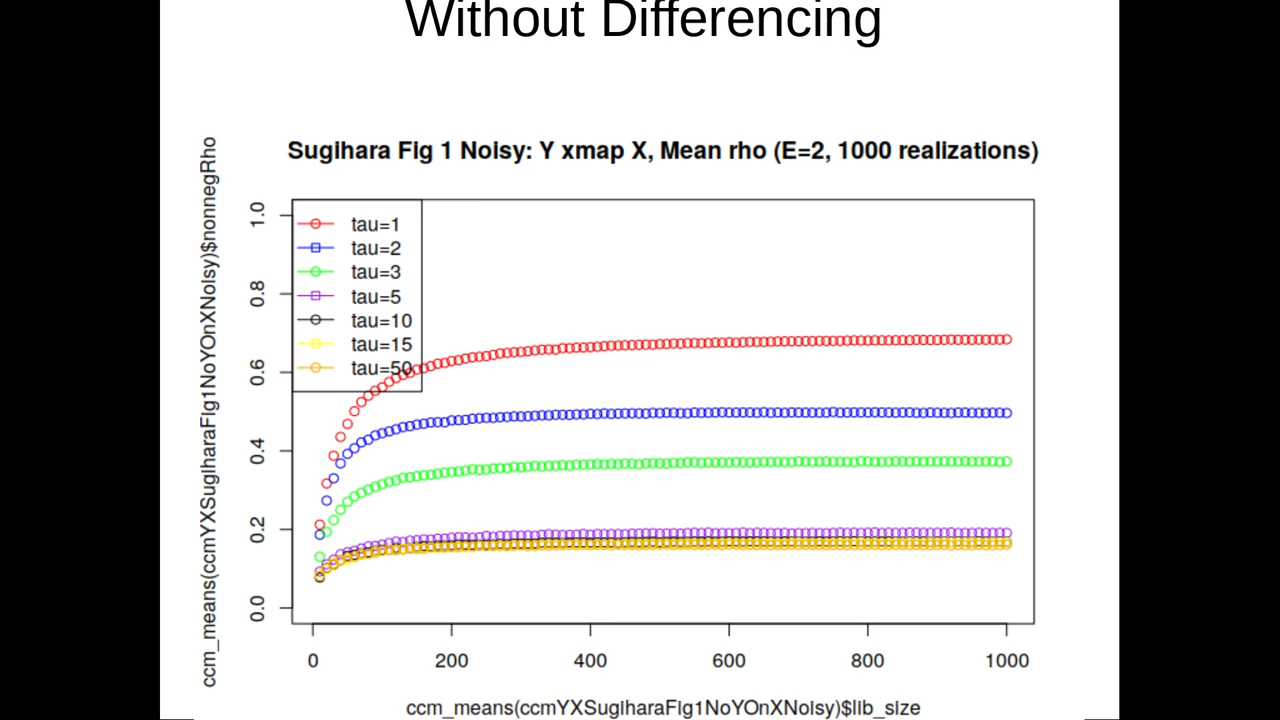 Without Differencing
Sugihara Fig 1 Noisy: Y xmap X, Mean rho (E=2, 1000 realizations)
ccm_means(ccmYXSugiharaFig1NoYOnXNoisy)$nonnegRho
1.0
0.8
0.6
0.4
0.2
0.0
tau=1
tau=2
tau=3
tau=5
tau=10
tau=15
tau=50
0 200 400 600 800 1000
ccm_means(ccmYXSugiharaFig1NoYOnXNoisy)$lib_size